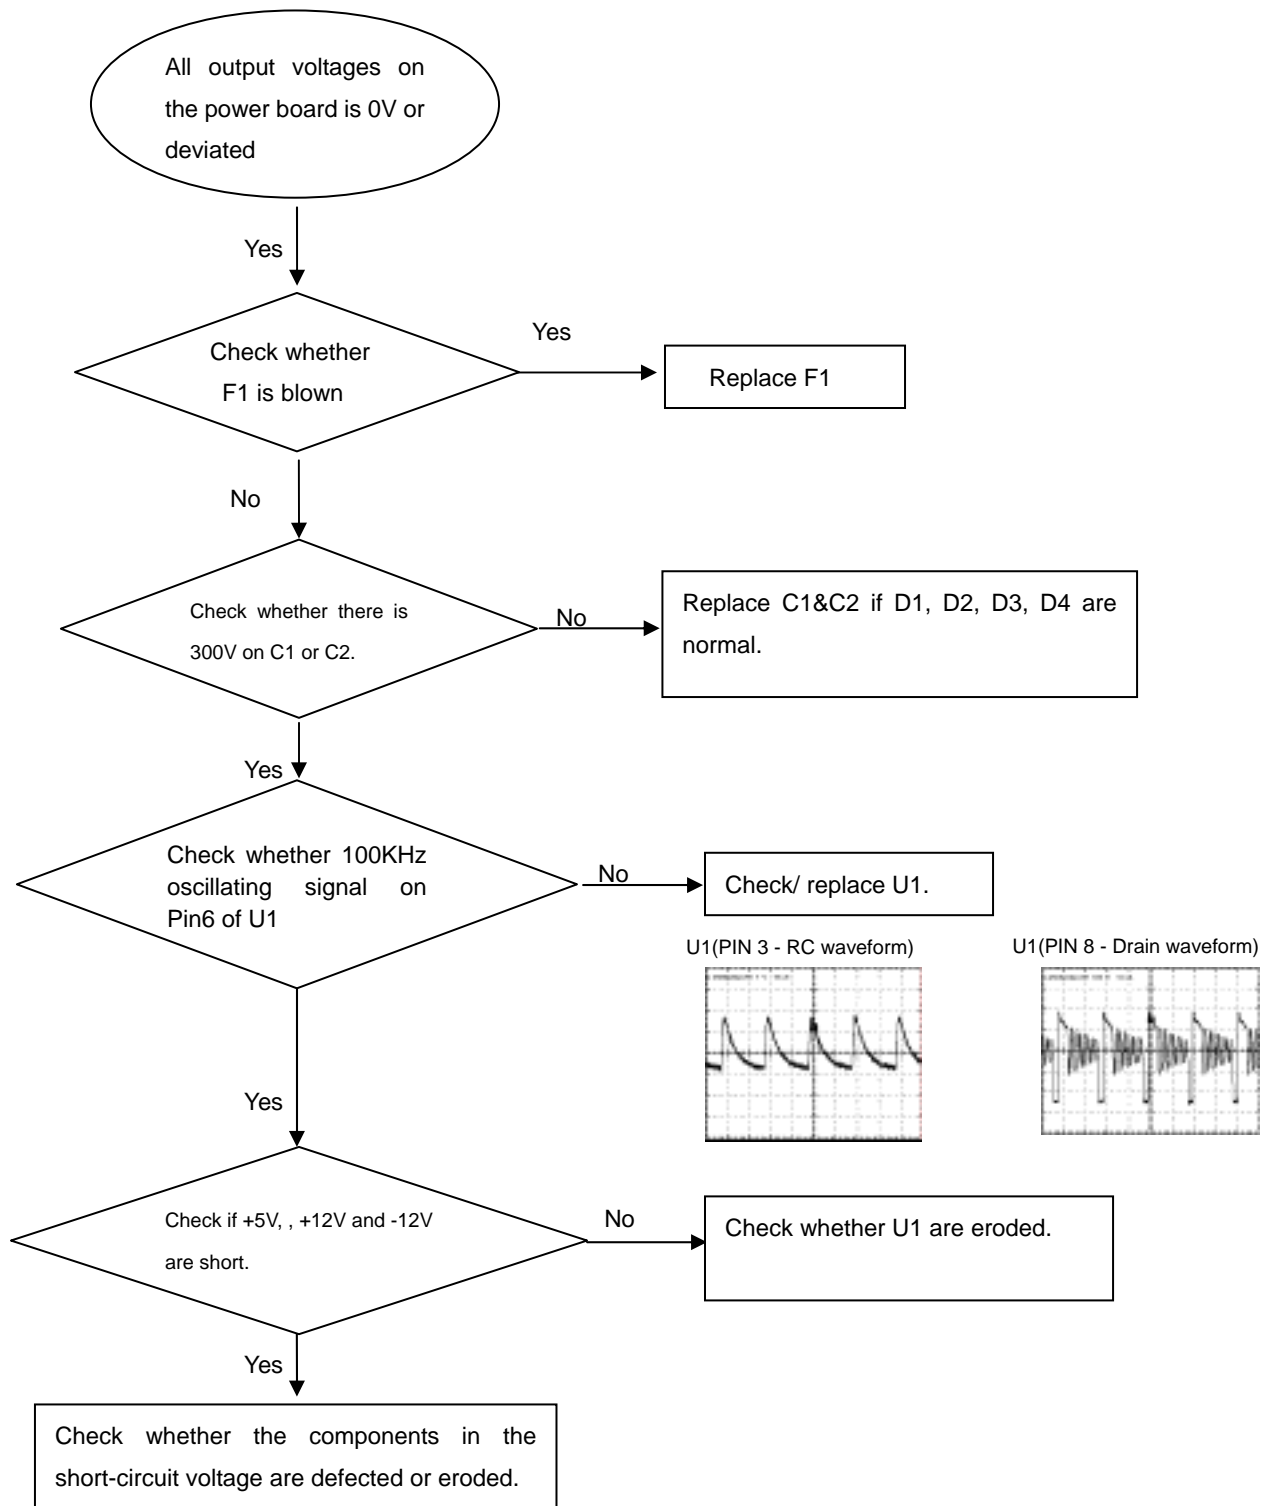 All output voltages on
the power board is 0V or
deviated
Yes
Check whether
F1 is blown
Yes
Replace F1
No
Check whether there is
300V on C1 or C2.
No
Replace C1&C2 if D1, D2, D3, D4 are
normal.
Yes
Check whether 100KHz
oscillating signal on
Pin6 of U1
No
Check/ replace U1.
U1(PIN 3 - RC waveform)
U1(PIN 8 - Drain waveform)
Yes
Check if +5V, , +12V and -12V
are short.
No
Check whether U1 are eroded.
Yes
Check whether the components in the
short-circuit voltage are defected or eroded.